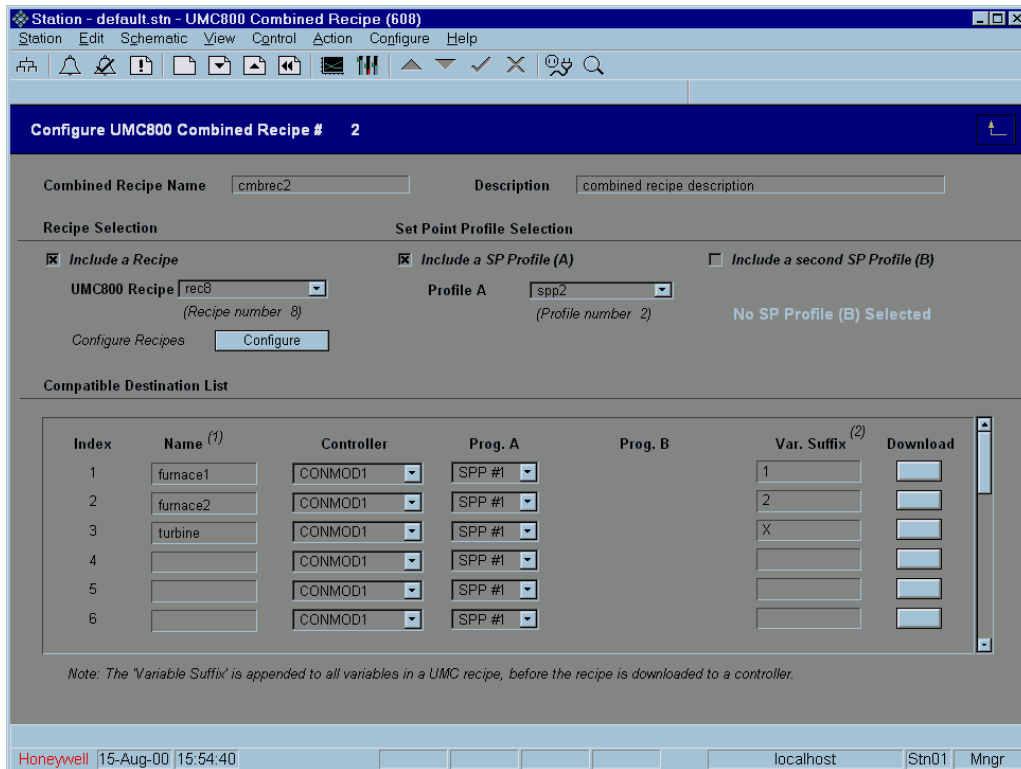 Station - default.stn - UMC800 Combined Recipe (608)
Station Edit Schematic View Control Action Configure Help
Configure UMC800 Combined Recipe # 2
Combined Recipe Name cmbrec2 Description combined recipe description
Recipe Selection Set Point Profile Selection
Include a Recipe Include a SP Profile (A) Include a second SP Profile (B)
UMC800 Recipe rec8 Profile A spp2
(Recipe number 8) (Profile number 2) No SP Profile (B) Selected
Configure Recipes Configure
Compatible Destination List
Index Name (1) Controller Prog. A Prog. B Var. Suffix (2) Download
1 furnace1 CONMOD1 SPP #1 1
2 furnace2 CONMOD1 SPP #1 2
3 turbine CONMOD1 SPP #1 X
4 CONMOD1 SPP #1
5 CONMOD1 SPP #1
6 CONMOD1 SPP #1
Note: The 'Variable Suffix' is appended to all variables in a UMC recipe, before the recipe is downloaded to a controller.
Honeywell 15-Aug-00 15:54:40 localhost Stn01 Mngr